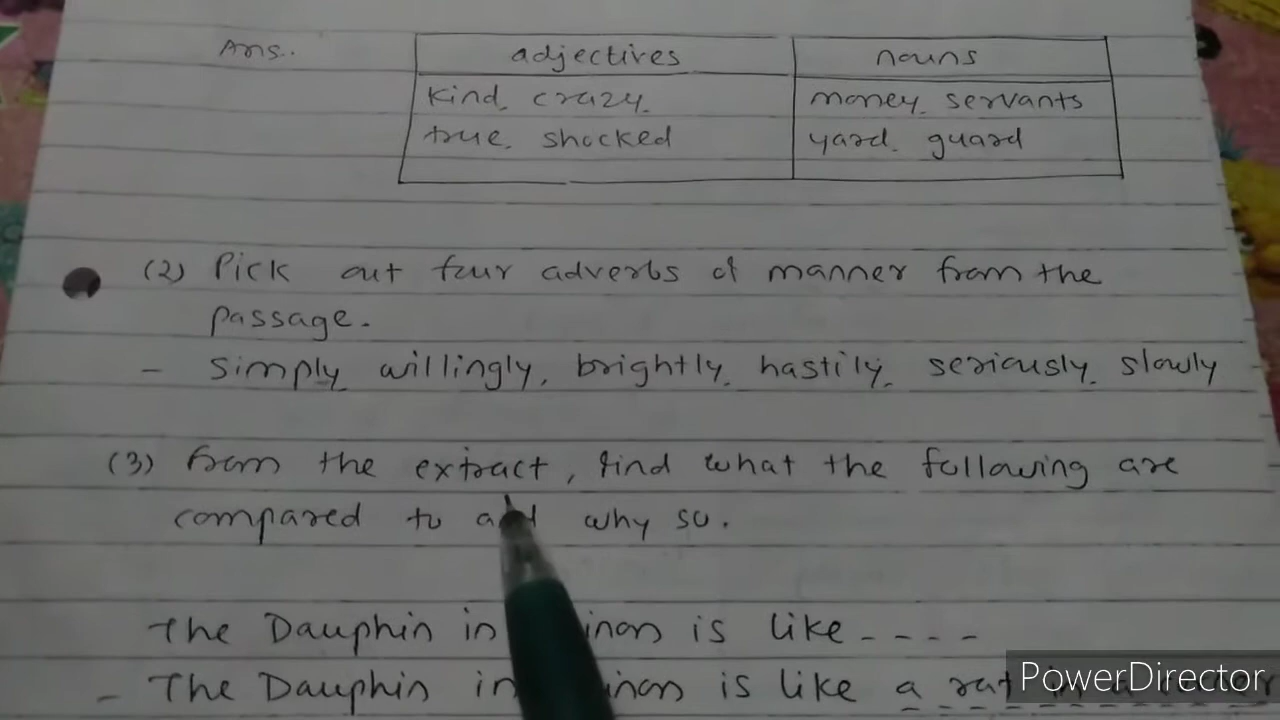 Ans. adjectives nouns
kind, crazy, money, servants
true, shocked yard, guard
(2) Pick out four adverbs of manner from the
passage.
- simply, willingly, brightly, hastily, seriously, slowly
(3) From the extract, find what the following are
compared to and why so.
The Dauphin in is like ----
- The Dauphin in is like a rat in a
PowerDirector